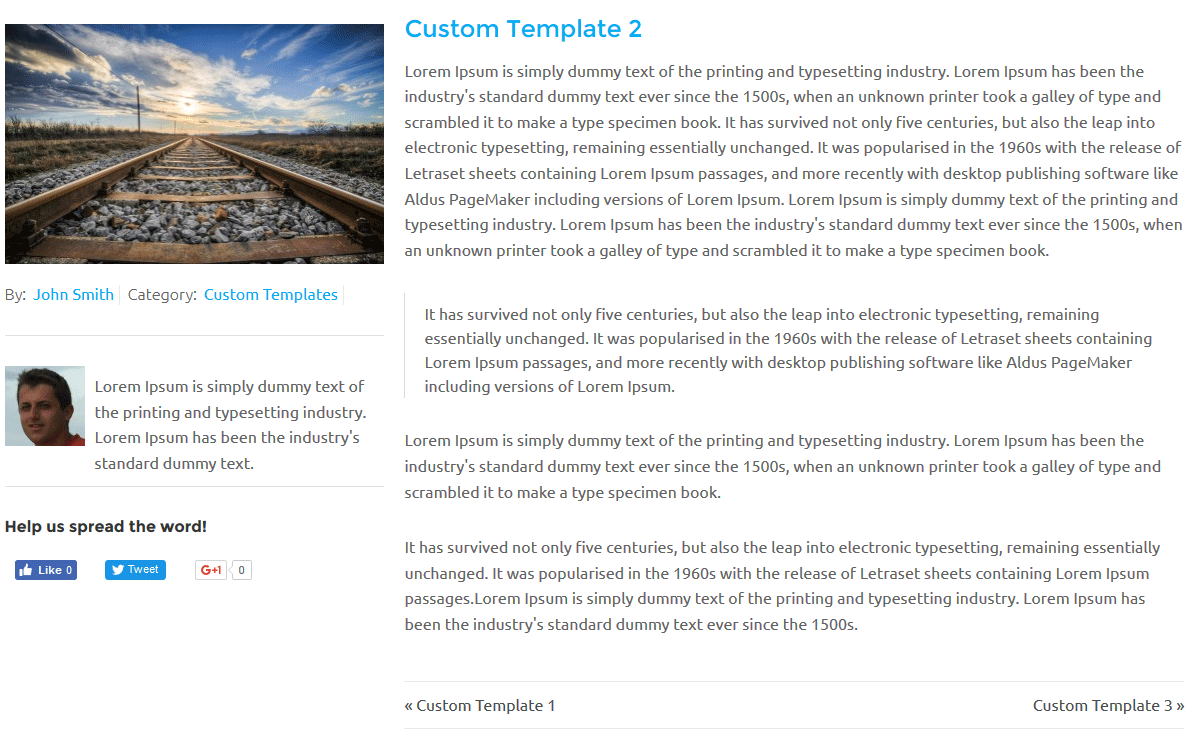 By: John Smith Category: Custom Templates
Lorem Ipsum is simply dummy text of
the printing and typesetting industry.
Lorem Ipsum has been the industry's
standard dummy text.
Help us spread the word!
Like 0
Tweet
G+1 0
Custom Template 2
Lorem Ipsum is simply dummy text of the printing and typesetting industry. Lorem Ipsum has been the
industry's standard dummy text ever since the 1500s, when an unknown printer took a galley of type and
scrambled it to make a type specimen book. It has survived not only five centuries, but also the leap into
electronic typesetting, remaining essentially unchanged. It was popularised in the 1960s with the release of
Letraset sheets containing Lorem Ipsum passages, and more recently with desktop publishing software like
Aldus PageMaker including versions of Lorem Ipsum. Lorem Ipsum is simply dummy text of the printing and
typesetting industry. Lorem Ipsum has been the industry's standard dummy text ever since the 1500s, when
an unknown printer took a galley of type and scrambled it to make a type specimen book.
It has survived not only five centuries, but also the leap into electronic typesetting, remaining
essentially unchanged. It was popularised in the 1960s with the release of Letraset sheets containing
Lorem Ipsum passages, and more recently with desktop publishing software like Aldus PageMaker
including versions of Lorem Ipsum.
Lorem Ipsum is simply dummy text of the printing and typesetting industry. Lorem Ipsum has been the
industry's standard dummy text ever since the 1500s, when an unknown printer took a galley of type and
scrambled it to make a type specimen book.
It has survived not only five centuries, but also the leap into electronic typesetting, remaining essentially
unchanged. It was popularised in the 1960s with the release of Letraset sheets containing Lorem Ipsum
passages.Lorem Ipsum is simply dummy text of the printing and typesetting industry. Lorem Ipsum has
been the industry's standard dummy text ever since the 1500s.
« Custom Template 1
Custom Template 3 »